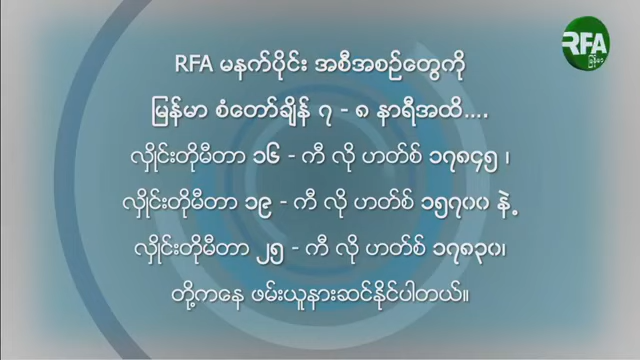 RFA
မြန်မာ
RFA မနက်ပိုင်း အစီအစဉ်တွေကို
မြန်မာ စံတော်ချိန် ၇ - ၈ နာရီအထိ....
လှိုင်းတိုမီတာ ၁၆ - ကီ လို ဟတ်စ် ၁၇၈၄၅ ၊
လှိုင်းတိုမီတာ ၁၉ - ကီ လို ဟတ်စ် ၁၅၇၀၀ နဲ့
လှိုင်းတိုမီတာ ၂၅ - ကီ လို ဟတ်စ် ၁၇၈၃၀၊
တို့ကနေ ဖမ်းယူနားဆင်နိုင်ပါတယ်။